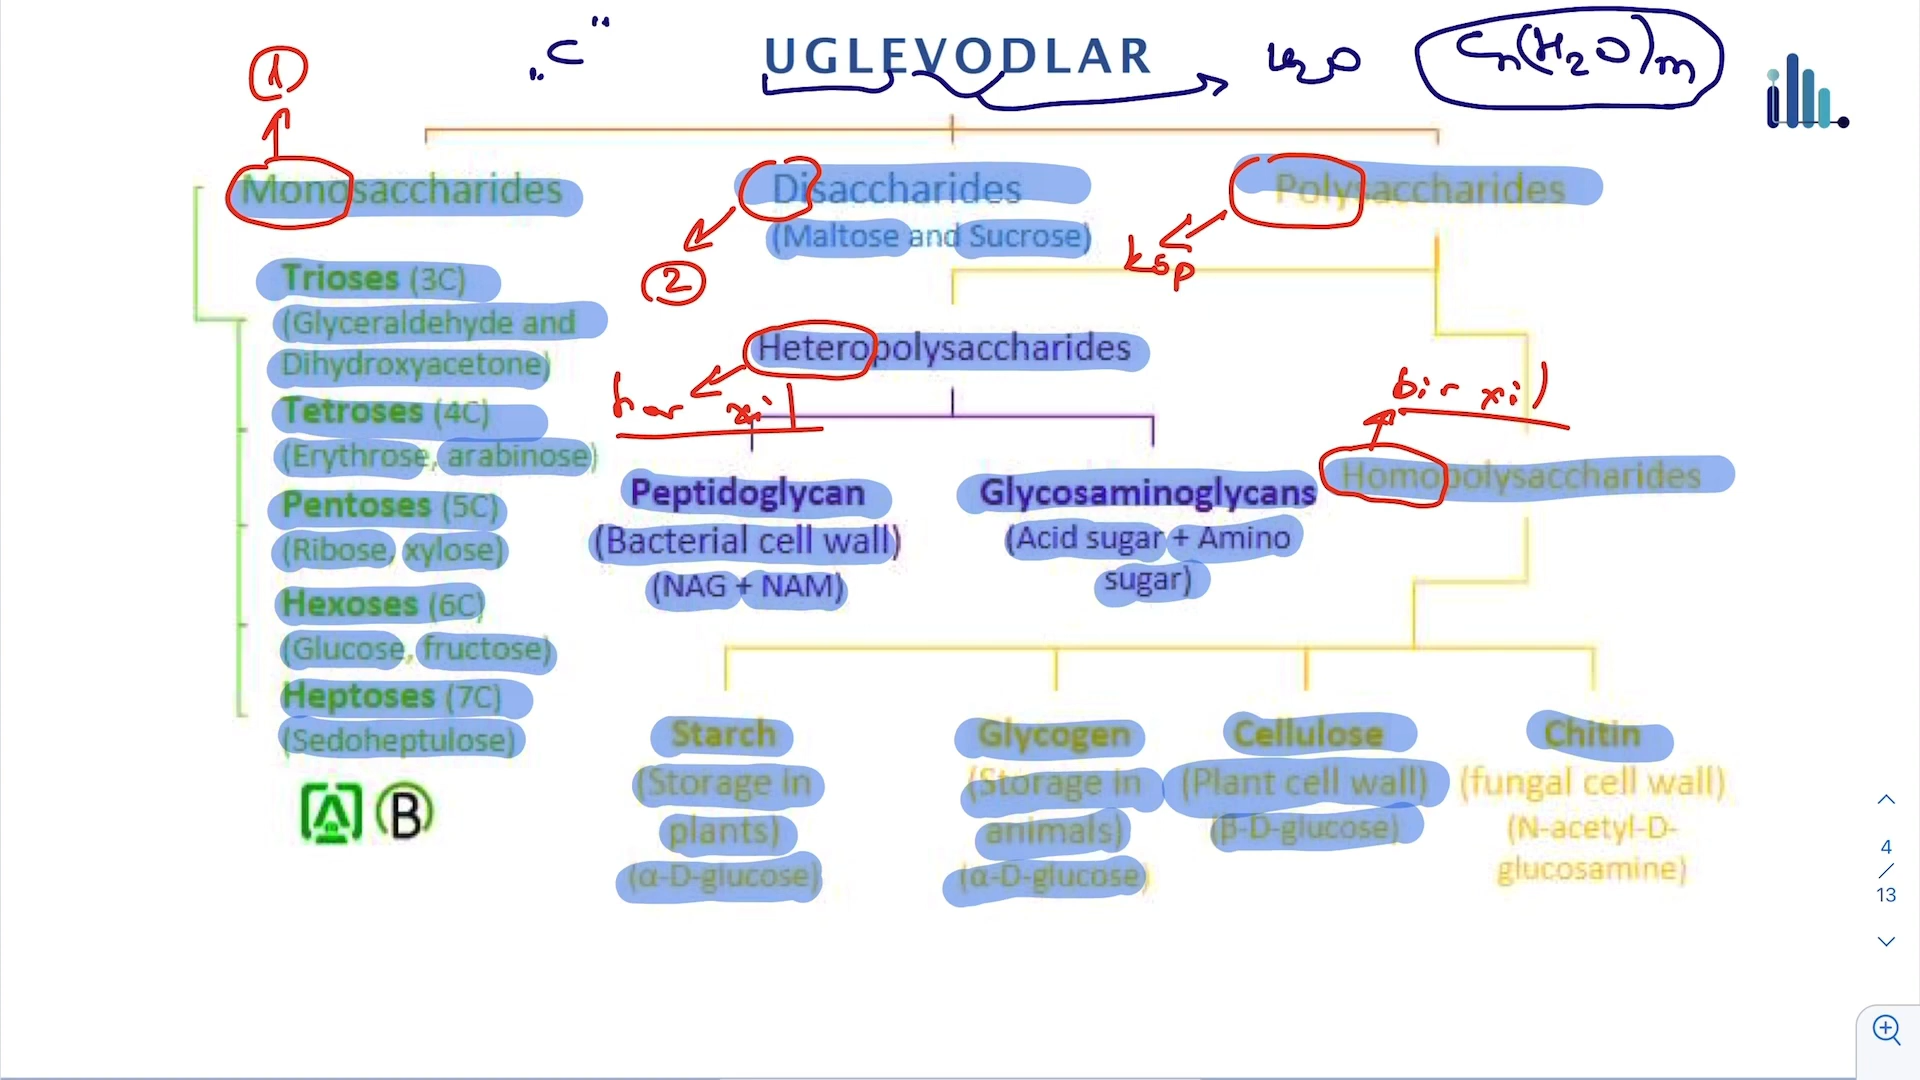 „C"
UGLEVODLAR
H₂O
Cn(H₂O)m
1
Monosaccharides
Trioses (3C)
(Glyceraldehyde and
Dihydroxyacetone)
Tetroses (4C)
(Erythrose, arabinose)
Pentoses (5C)
(Ribose, xylose)
Hexoses (6C)
(Glucose, fructose)
Heptoses (7C)
(Sedoheptulose)
A B
Disaccharides
(Maltose and Sucrose)
2
Polysaccharides
ko'p
Heteropolysaccharides
har xil
Peptidoglycan
(Bacterial cell wall)
(NAG + NAM)
Glycosaminoglycans
(Acid sugar + Amino
sugar)
bir xil
Homopolysaccharides
Starch
(Storage in
plants)
(α-D-glucose)
Glycogen
(Storage in
animals)
(α-D-glucose)
Cellulose
(Plant cell wall)
(β-D-glucose)
Chitin
(fungal cell wall)
(N-acetyl-D-
glucosamine)
4
/
13